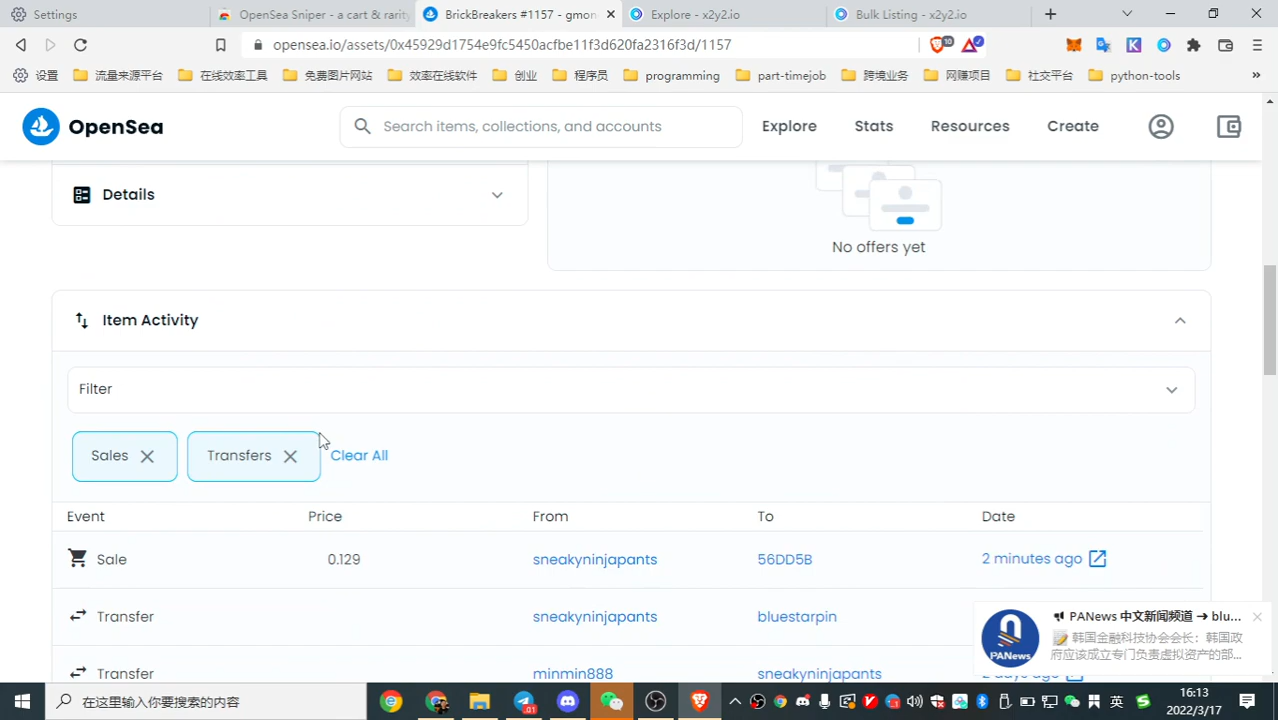 Settings
OpenSea Sniper - a cart & rarity
BrickBreakers #1157 - gmon
Explore - x2y2.io
Bulk Listing - x2y2.io
opensea.io/assets/0x45929d1754e9fc5450acfbe11f3d620fa2316f3d/1157
10
设置
流量来源平台
在线效率工具
免费图片网站
效率在线软件
创业
程序员
programming
part-timejob
跨境业务
网赚项目
社交平台
python-tools
OpenSea
Search items, collections, and accounts
Explore
Stats
Resources
Create
Details
No offers yet
Item Activity
Filter
Sales
Transfers
Clear All
Event Price From To Date
Sale 0.129 sneakyninjapants 56DD5B 2 minutes ago
Transfer sneakyninjapants bluestarpin
Transfer minmin888 sneakyninjapants 2 days ago
PANews 中文新闻频道 → blu...
韩国金融科技协会会长：韩国政
府应该成立专门负责虚拟资产的部...
PANews
在这里输入你要搜索的内容
01
英
16:13
2022/3/17